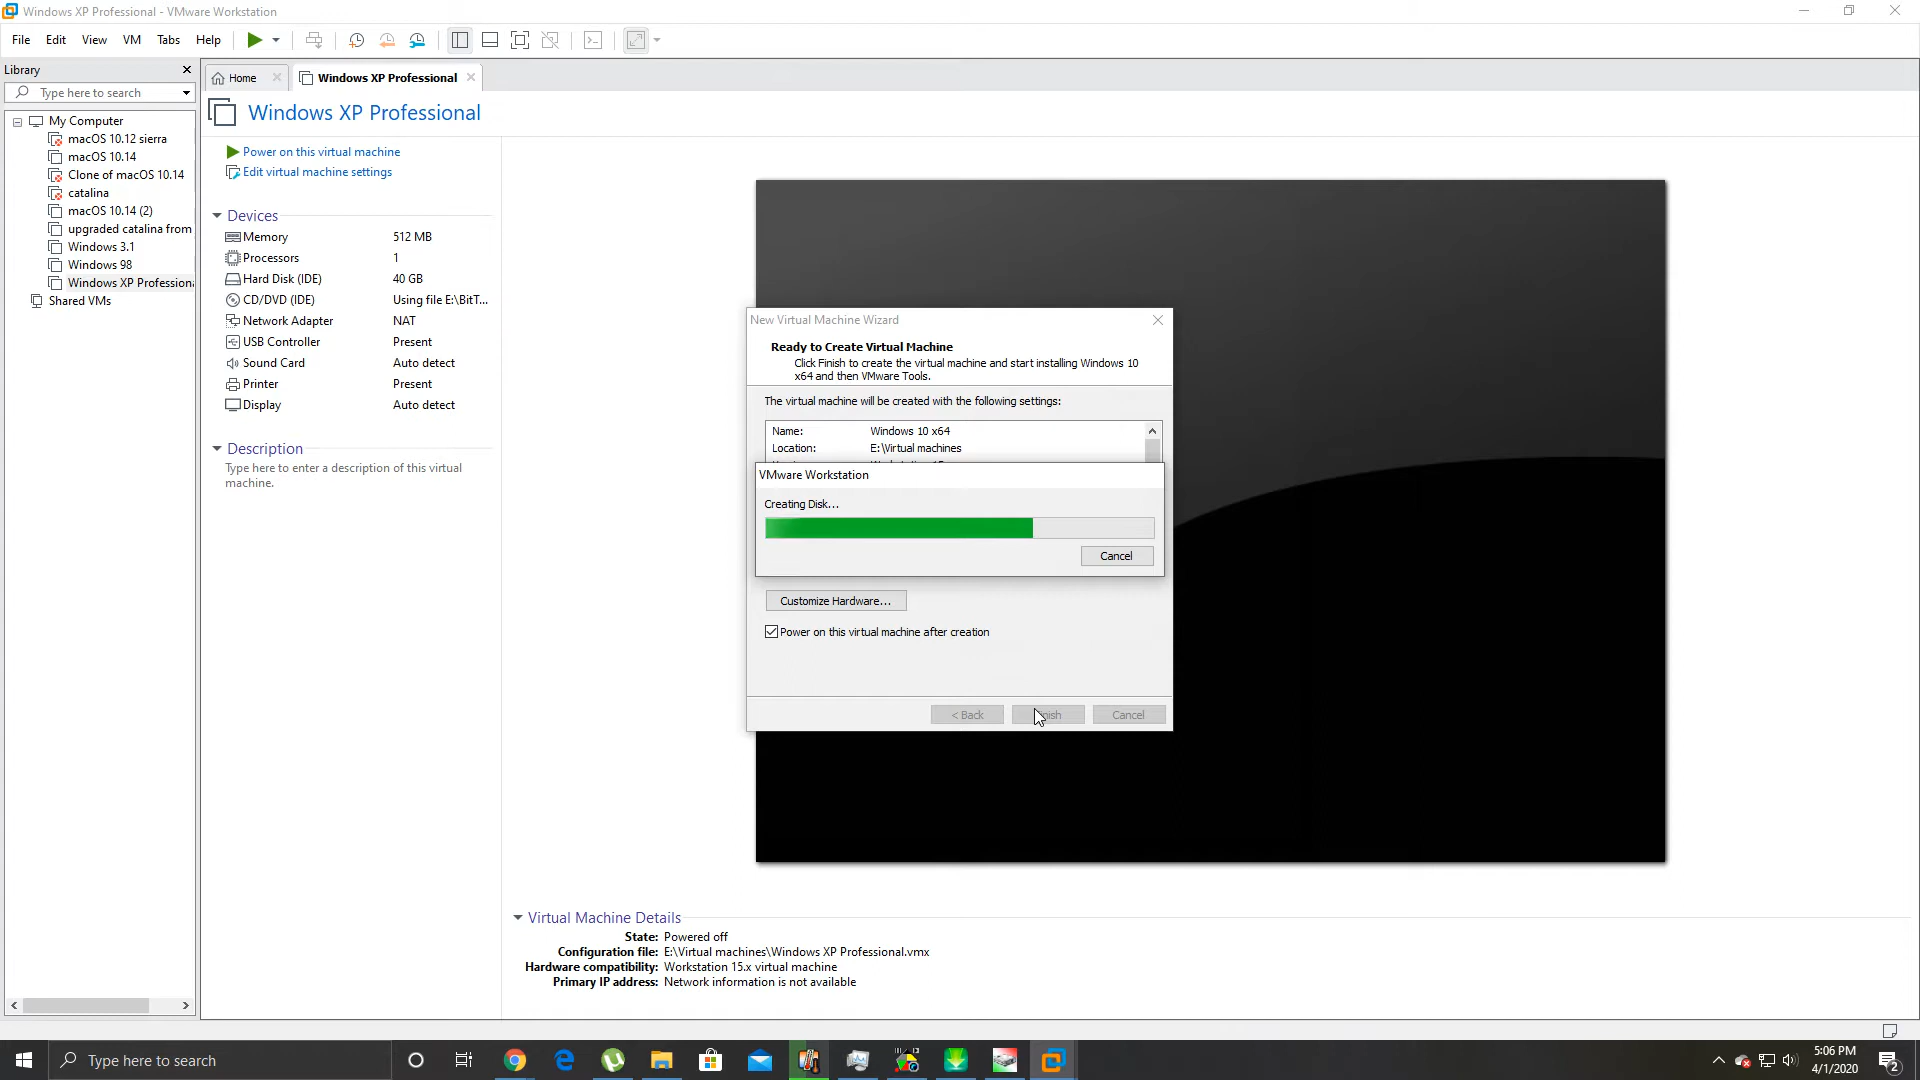 Windows XP Professional - VMware Workstation
File Edit View VM Tabs Help
Library
Type here to search
My Computer
macOS 10.12 sierra
macOS 10.14
Clone of macOS 10.14
catalina
macOS 10.14 (2)
upgraded catalina from
Windows 3.1
Windows 98
Windows XP Professiona
Shared VMs
Home
Windows XP Professional
Windows XP Professional
Power on this virtual machine
Edit virtual machine settings
Devices
Memory 512 MB
Processors 1
Hard Disk (IDE) 40 GB
CD/DVD (IDE) Using file E:\BitT...
Network Adapter NAT
USB Controller Present
Sound Card Auto detect
Printer Present
Display Auto detect
Description
Type here to enter a description of this virtual
machine.
New Virtual Machine Wizard
Ready to Create Virtual Machine
Click Finish to create the virtual machine and start installing Windows 10
x64 and then VMware Tools.
The virtual machine will be created with the following settings:
Name: Windows 10 x64
Location: E:\Virtual machines
VMware Workstation
Creating Disk...
Cancel
Customize Hardware...
Power on this virtual machine after creation
< Back
Cancel
Virtual Machine Details
State: Powered off
Configuration file: E:\Virtual machines\Windows XP Professional.vmx
Hardware compatibility: Workstation 15.x virtual machine
Primary IP address: Network information is not available
Type here to search
5:06 PM
4/1/2020
2